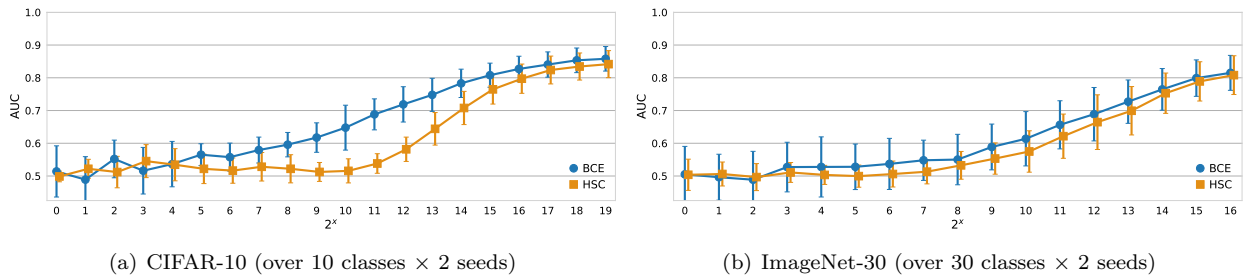 1.0
0.9
0.8
0.7
0.6
0.5
AUC
BCE
HSC
0 1 2 3 4 5 6 7 8 9 10 11 12 13 14 15 16 17 18 19
2^x
(a) CIFAR-10 (over 10 classes × 2 seeds)
1.0
0.9
0.8
0.7
0.6
0.5
AUC
BCE
HSC
0 1 2 3 4 5 6 7 8 9 10 11 12 13 14 15 16
2^x
(b) ImageNet-30 (over 30 classes × 2 seeds)